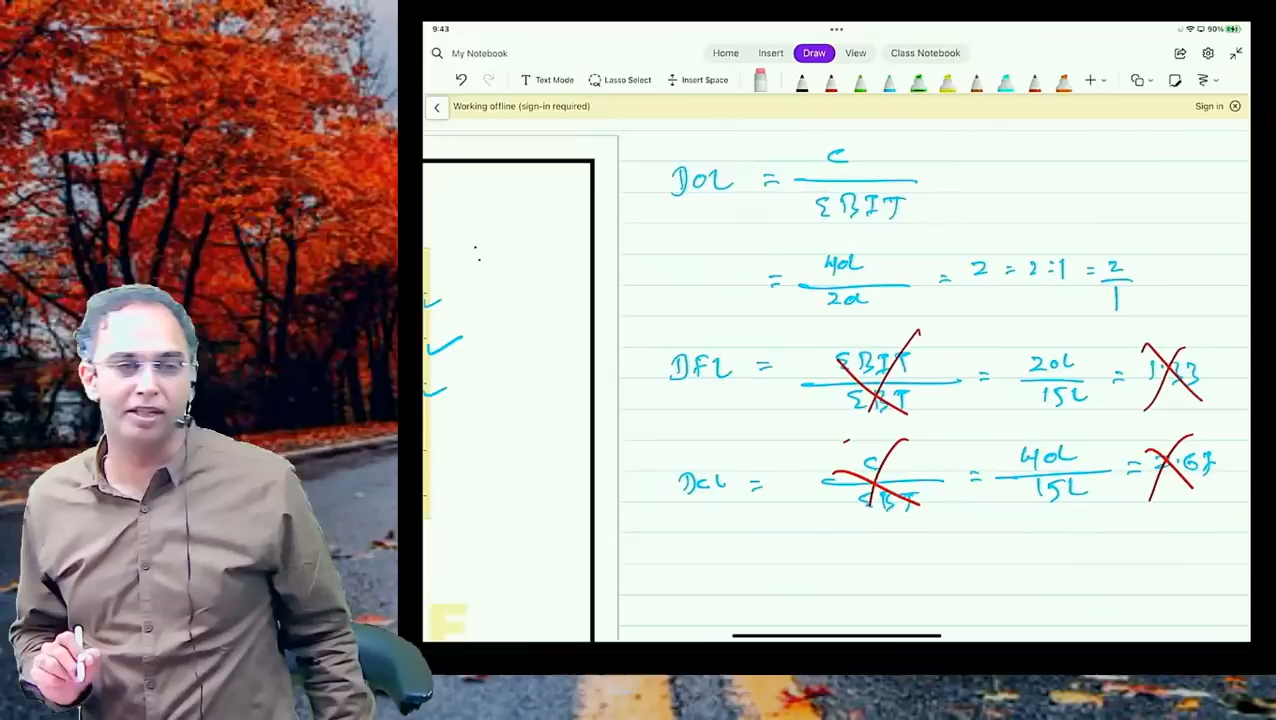 9:43
90%
My Notebook
Home Insert Draw View Class Notebook
Text Mode Lasso Select Insert Space
Working offline (sign-in required) Sign in
DOL = C / EBIT
= 40L / 20L = 2 = 2:1 = 2/1
DFL = EBIT / EBT = 20L / 15L = 1.33
DCL = C / EBT = 40L / 15L = 2.67
F